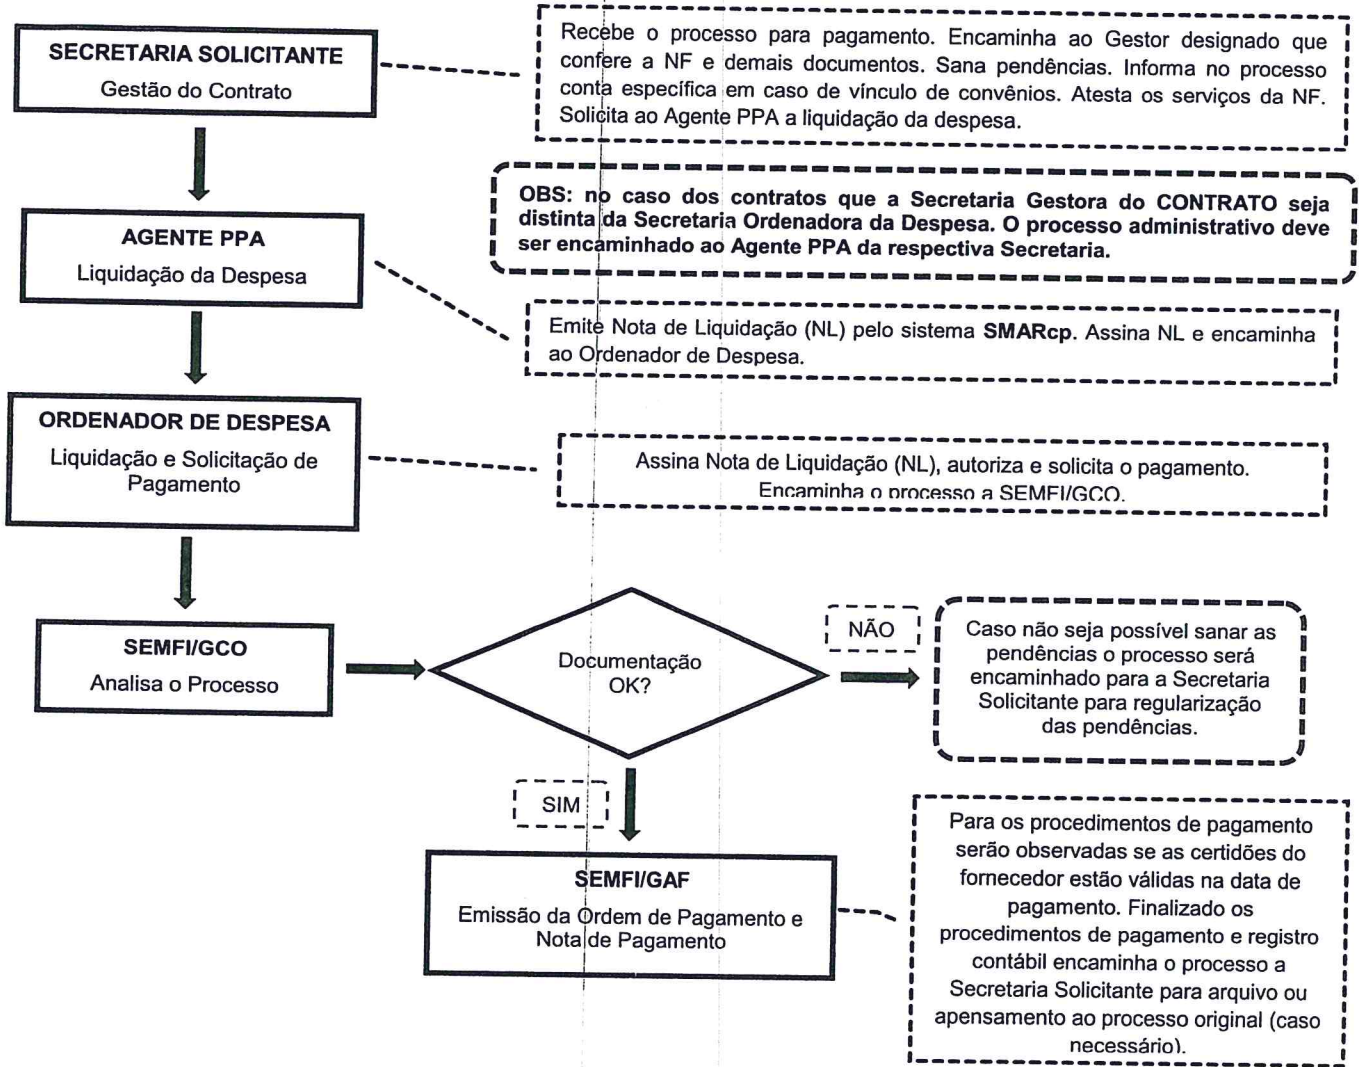 SECRETARIA SOLICITANTE
Gestão do Contrato
Recebe o processo para pagamento. Encaminha ao Gestor designado que
confere a NF e demais documentos. Sana pendências. Informa no processo
conta específica em caso de vínculo de convênios. Atesta os serviços da NF.
Solicita ao Agente PPA a liquidação da despesa.
OBS: no caso dos contratos que a Secretaria Gestora do CONTRATO seja
distinta da Secretaria Ordenadora da Despesa. O processo administrativo deve
ser encaminhado ao Agente PPA da respectiva Secretaria.
AGENTE PPA
Liquidação da Despesa
Emite Nota de Liquidação (NL) pelo sistema SMARcp. Assina NL e encaminha
ao Ordenador de Despesa.
ORDENADOR DE DESPESA
Liquidação e Solicitação de
Pagamento
Assina Nota de Liquidação (NL), autoriza e solicita o pagamento.
Encaminha o processo a SEMFI/GCO.
SEMFI/GCO
Analisa o Processo
Documentação
OK?
NÃO
Caso não seja possível sanar as
pendências o processo será
encaminhado para a Secretaria
Solicitante para regularização
das pendências.
SIM
SEMFI/GAF
Emissão da Ordem de Pagamento e
Nota de Pagamento
Para os procedimentos de pagamento
serão observadas se as certidões do
fornecedor estão válidas na data de
pagamento. Finalizado os
procedimentos de pagamento e registro
contábil encaminha o processo a
Secretaria Solicitante para arquivo ou
apensamento ao processo original (caso
necessário).